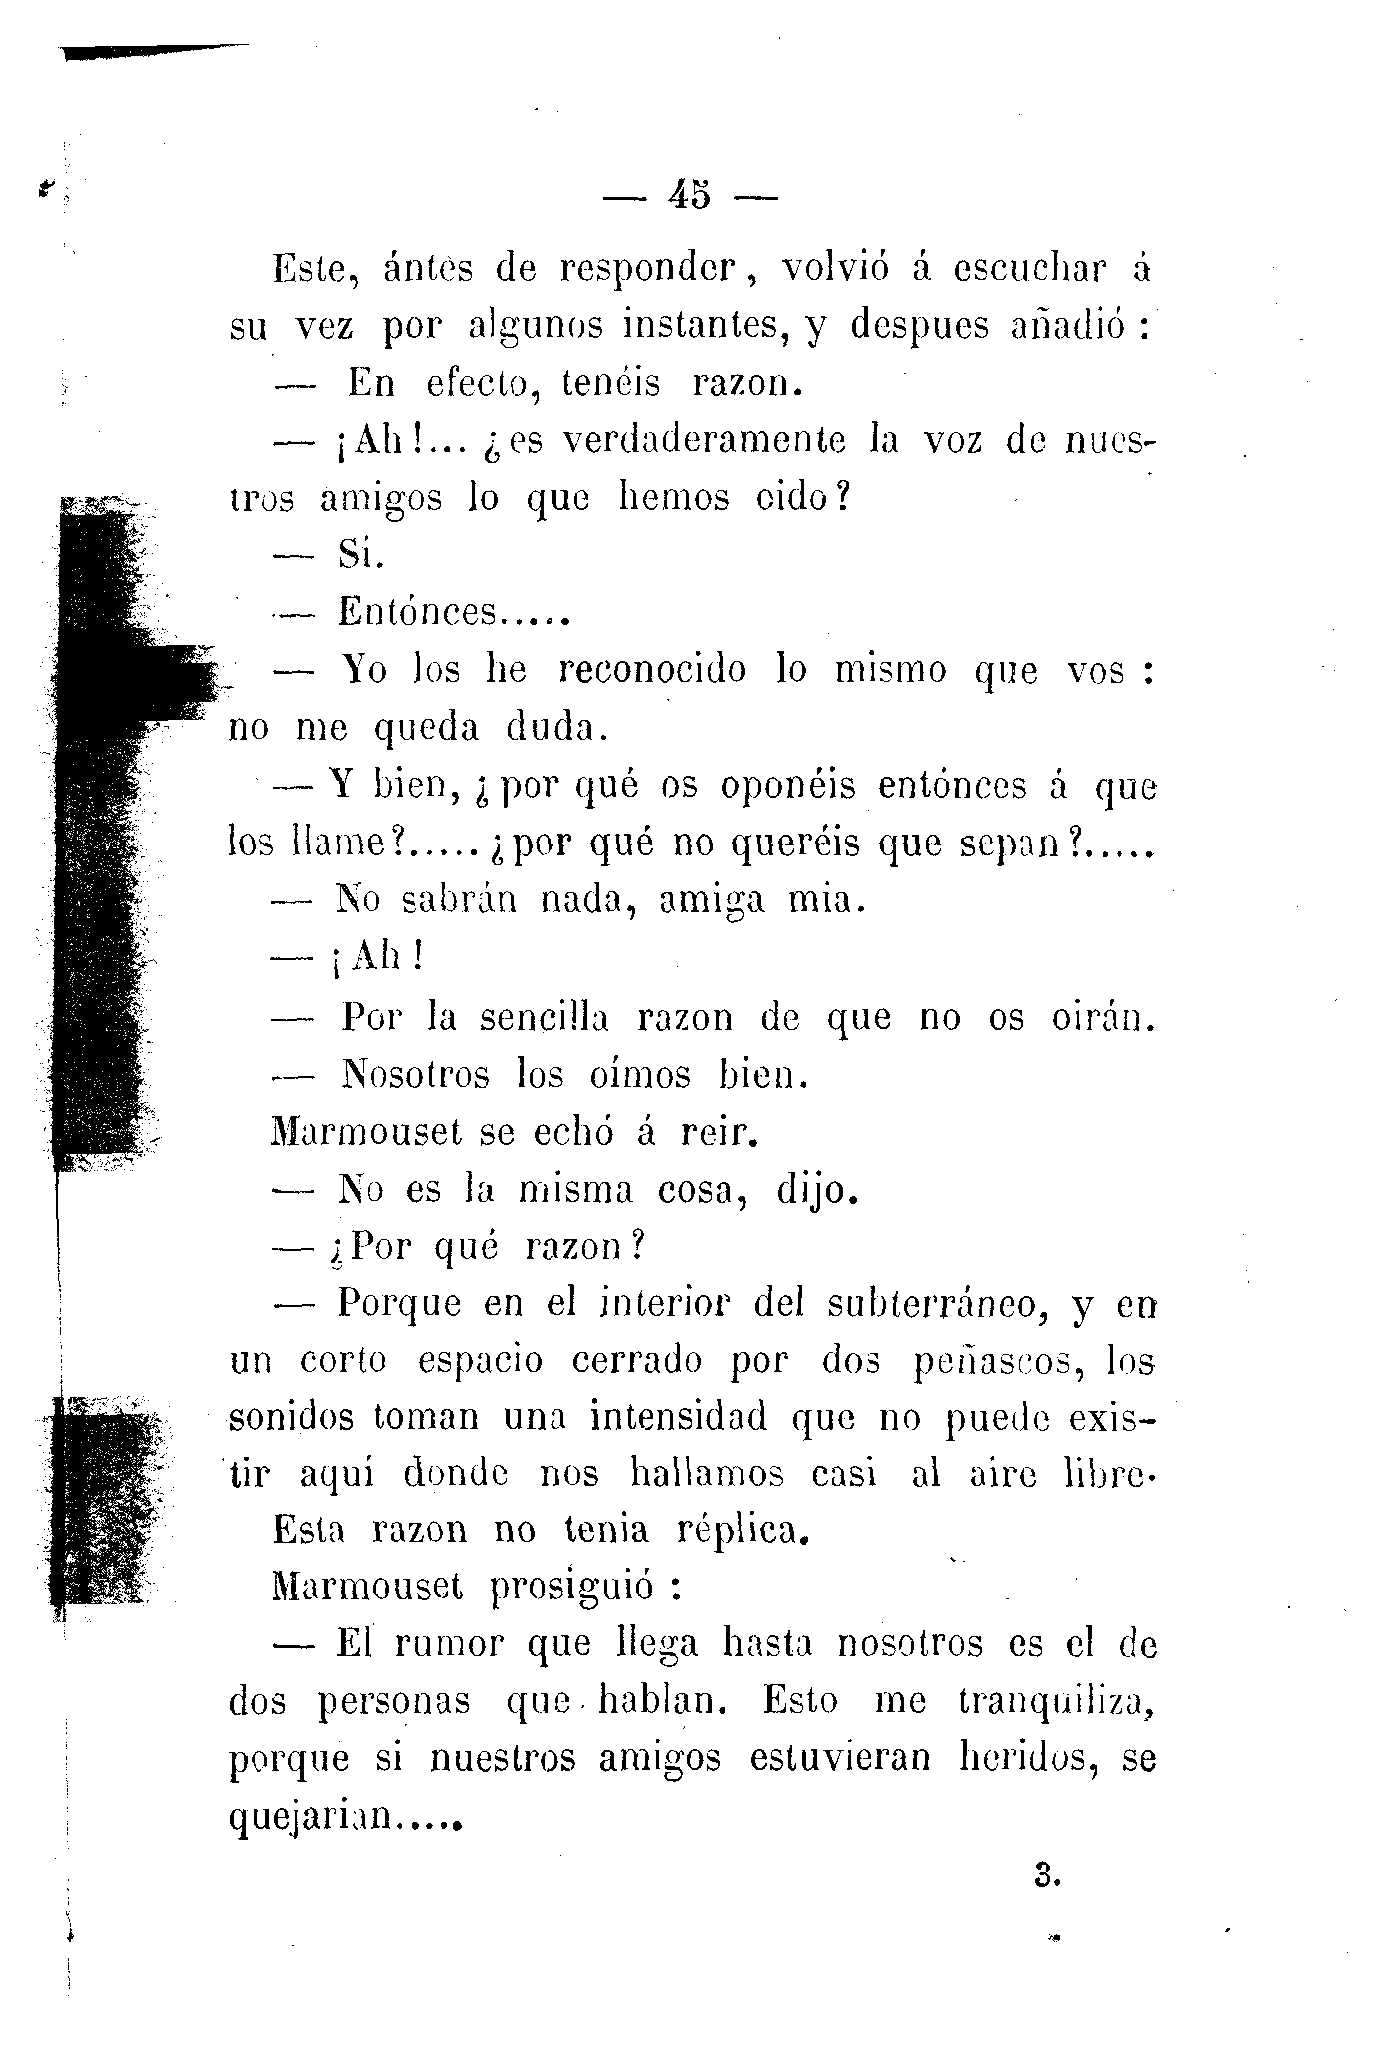 — 45 —
Este, ántes de responder, volvió á escuchar á
su vez por algunos instantes, y despues añadió :
— En efecto, tenéis razon.
— ¡Ah!... ¿es verdaderamente la voz de nues-
tros amigos lo que hemos oido?
— Sí.
— Entónces.....
— Yo los he reconocido lo mismo que vos :
no me queda duda.
— Y bien, ¿por qué os oponéis entónces á que
los llame?..... ¿por qué no queréis que sepan?.....
— No sabrán nada, amiga mia.
— ¡Ah!
— Por la sencilla razon de que no os oirán.
— Nosotros los oímos bien.
Marmouset se echó á reir.
— No es la misma cosa, dijo.
— ¿Por qué razon?
— Porque en el interior del subterráneo, y en
un corto espacio cerrado por dos peñascos, los
sonidos toman una intensidad que no puede exis-
tir aquí donde nos hallamos casi al aire libre.
Esta razon no tenia réplica.
Marmouset prosiguió :
— El rumor que llega hasta nosotros es el de
dos personas que hablan. Esto me tranquiliza,
porque si nuestros amigos estuvieran heridos, se
quejarian.....
3.